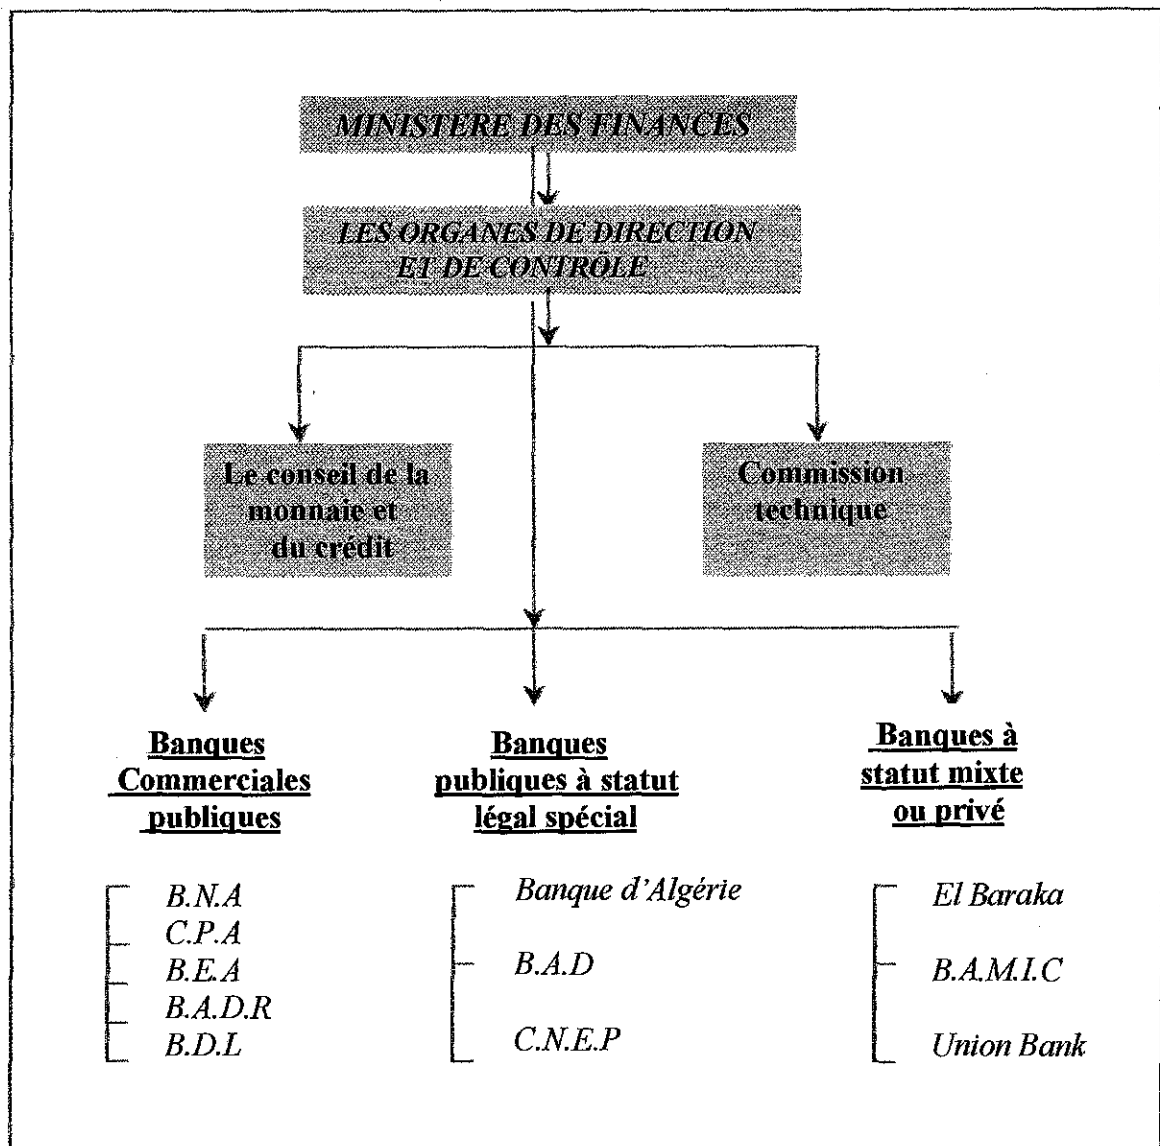 MINISTERE DES FINANCES
LES ORGANES DE DIRECTION
ET DE CONTRÔLE
Le conseil de la
monnaie et
du crédit
Commission
technique
Banques
Commerciales
publiques
B.N.A
C.P.A
B.E.A
B.A.D.R
B.D.L
Banques
publiques à statut
légal spécial
Banque d'Algérie
B.A.D
C.N.E.P
Banques à
statut mixte
ou privé
El Baraka
B.A.M.I.C
Union Bank